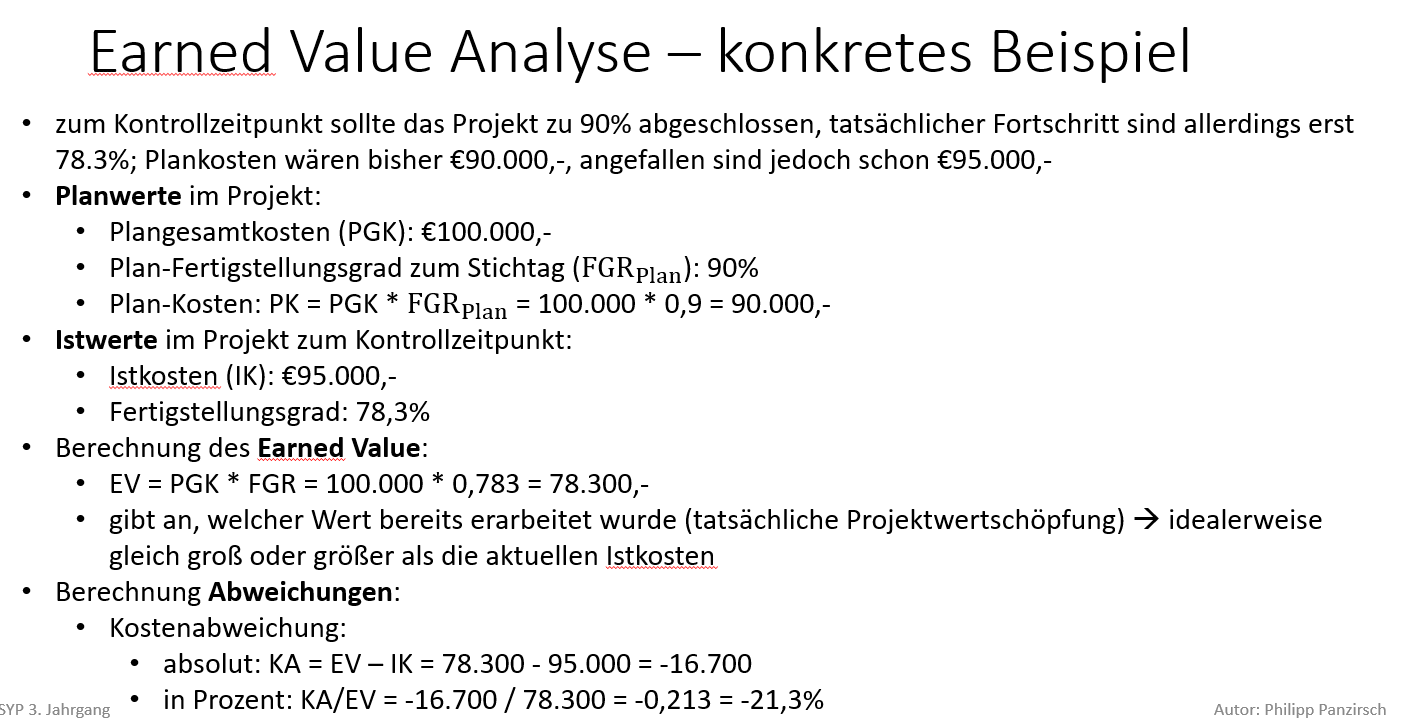 Earned Value Analyse – konkretes Beispiel
• zum Kontrollzeitpunkt sollte das Projekt zu 90% abgeschlossen, tatsächlicher Fortschritt sind allerdings erst
78.3%; Plankosten wären bisher €90.000,-, angefallen sind jedoch schon €95.000,-
• Planwerte im Projekt:
• Plangesamtkosten (PGK): €100.000,-
• Plan-Fertigstellungsgrad zum Stichtag (FGR_Plan): 90%
• Plan-Kosten: PK = PGK * FGR_Plan = 100.000 * 0,9 = 90.000,-
• Istwerte im Projekt zum Kontrollzeitpunkt:
• Istkosten (IK): €95.000,-
• Fertigstellungsgrad: 78,3%
• Berechnung des Earned Value:
• EV = PGK * FGR = 100.000 * 0,783 = 78.300,-
• gibt an, welcher Wert bereits erarbeitet wurde (tatsächliche Projektwertschöpfung) → idealerweise
gleich groß oder größer als die aktuellen Istkosten
• Berechnung Abweichungen:
• Kostenabweichung:
• absolut: KA = EV – IK = 78.300 - 95.000 = -16.700
• in Prozent: KA/EV = -16.700 / 78.300 = -0,213 = -21,3%
SYP 3. Jahrgang
Autor: Philipp Panzirsch